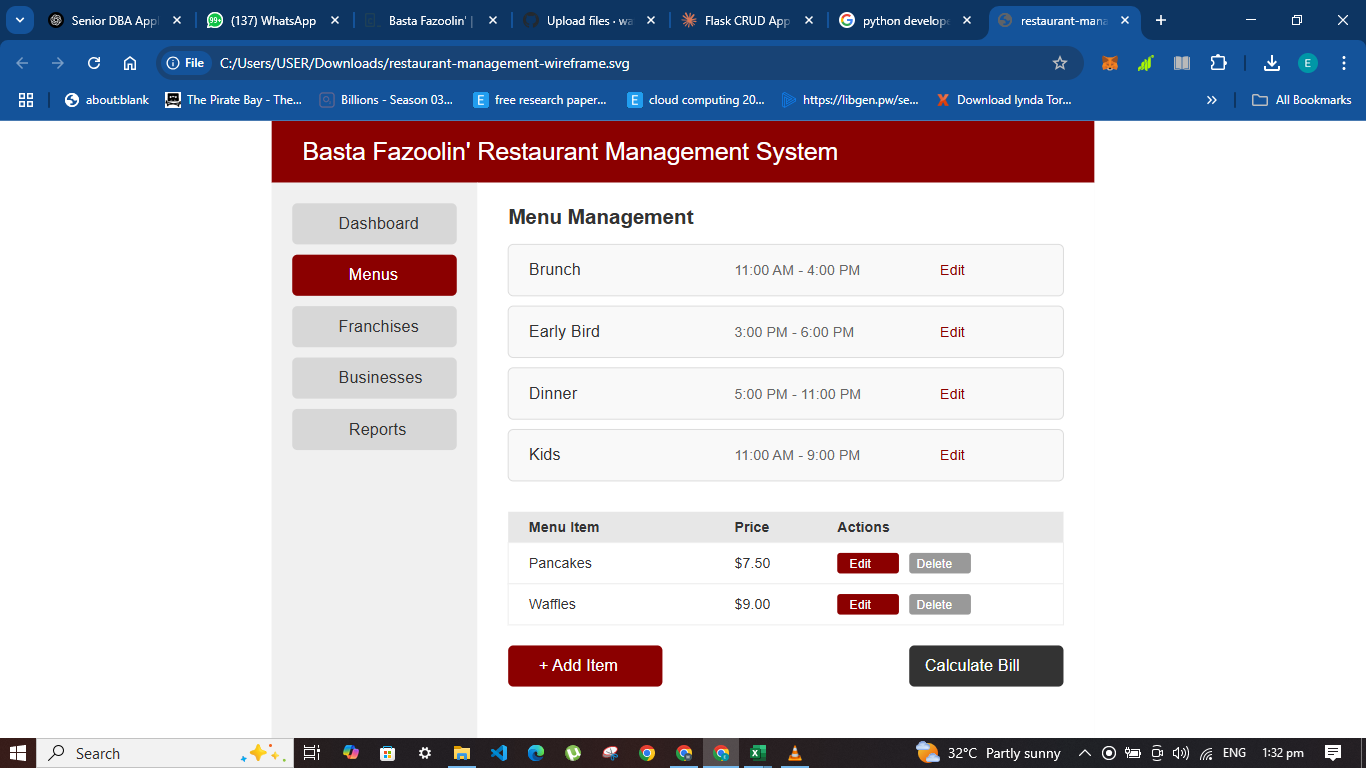 Senior DBA Appl
(137) WhatsApp
Basta Fazoolin' |
Upload files · wa
Flask CRUD App
python develope
restaurant-mana
File
C:/Users/USER/Downloads/restaurant-management-wireframe.svg
E
about:blank
The Pirate Bay - The...
Billions - Season 03...
free research paper...
cloud computing 20...
https://libgen.pw/se...
Download lynda Tor...
»
All Bookmarks
Basta Fazoolin' Restaurant Management System
Dashboard
Menus
Franchises
Businesses
Reports
Menu Management
Brunch 11:00 AM - 4:00 PM Edit
Early Bird 3:00 PM - 6:00 PM Edit
Dinner 5:00 PM - 11:00 PM Edit
Kids 11:00 AM - 9:00 PM Edit
Menu Item Price Actions
Pancakes $7.50 Edit Delete
Waffles $9.00 Edit Delete
+ Add Item
Calculate Bill
Search
32°C Partly sunny
ENG
1:32 pm